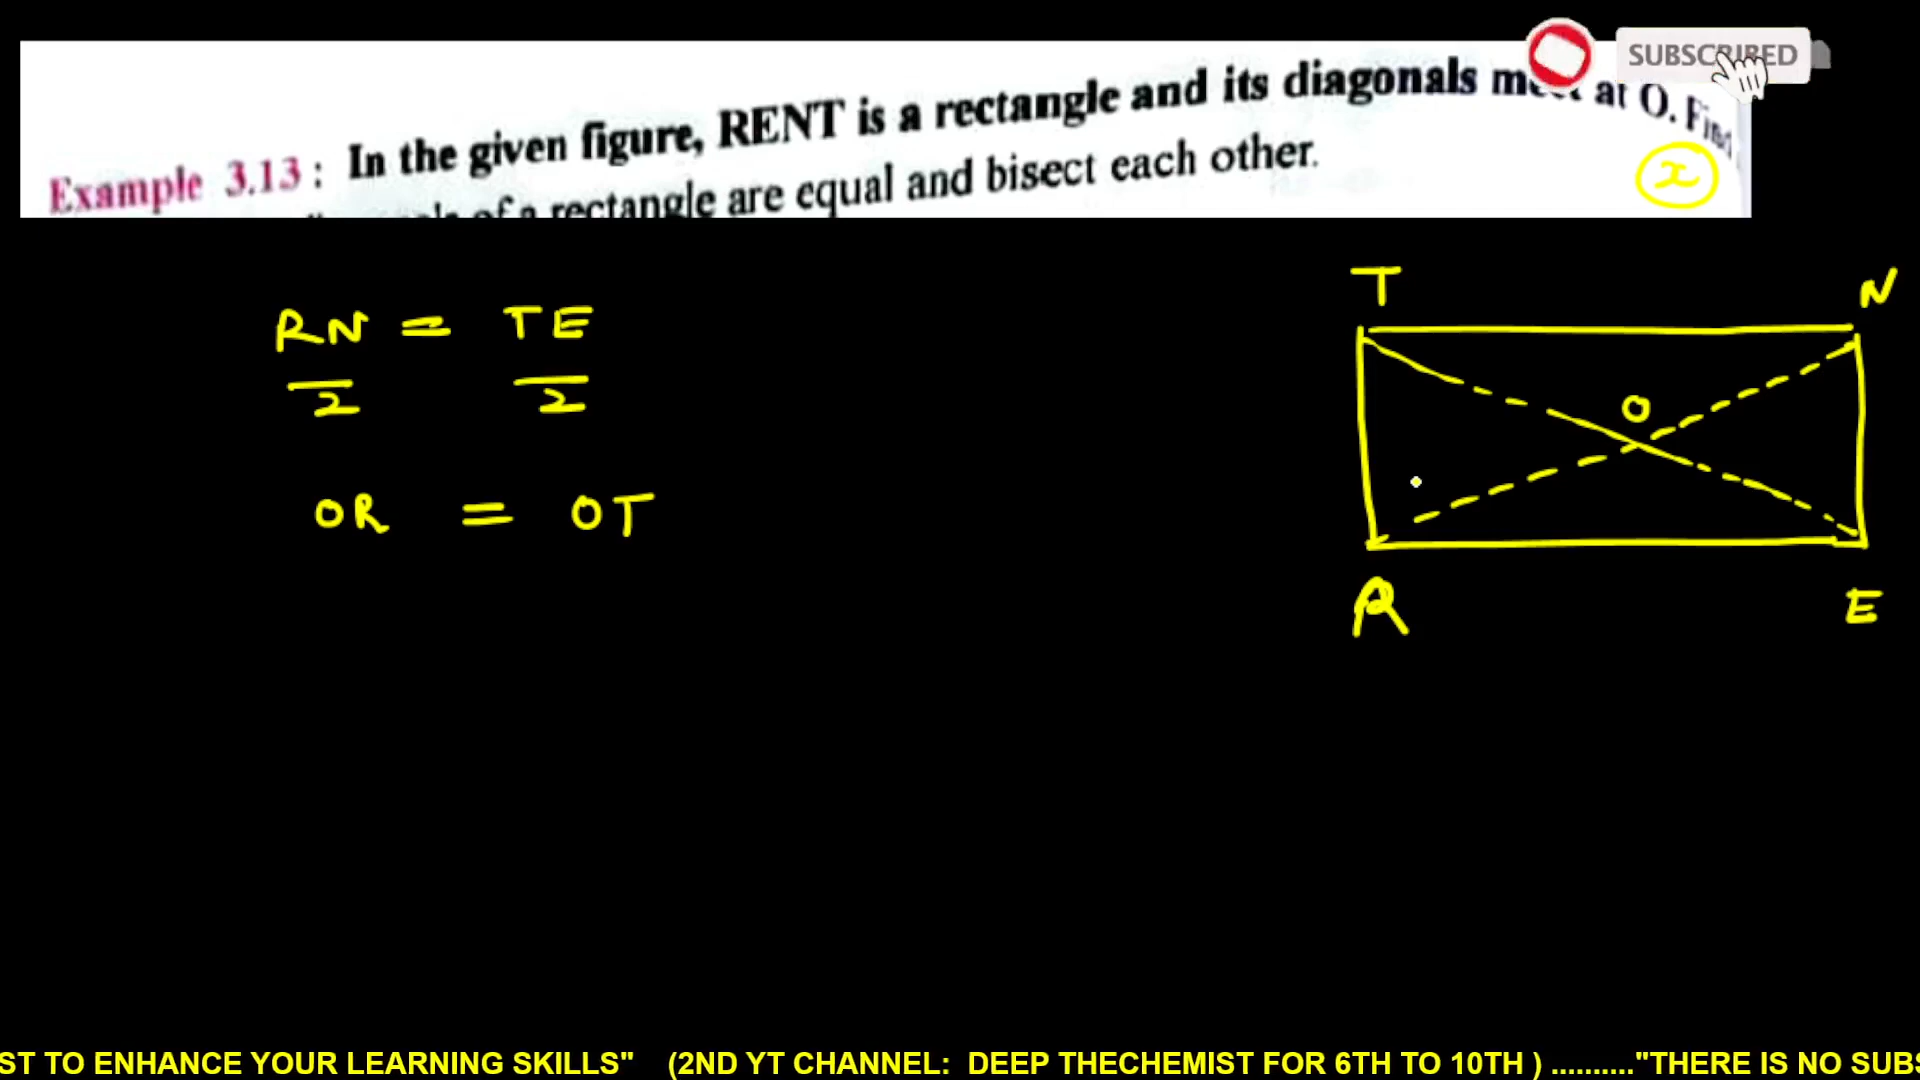 SUBSCRIBED
Example 3.13 : In the given figure, RENT is a rectangle and its diagonals meet at O. Find
of a rectangle are equal and bisect each other.
x
T N
RN = TE
2 2
O
OR = OT
R E
ST TO ENHANCE YOUR LEARNING SKILLS" (2ND YT CHANNEL: DEEP THECHEMIST FOR 6TH TO 10TH ) .........."THERE IS NO SUBS